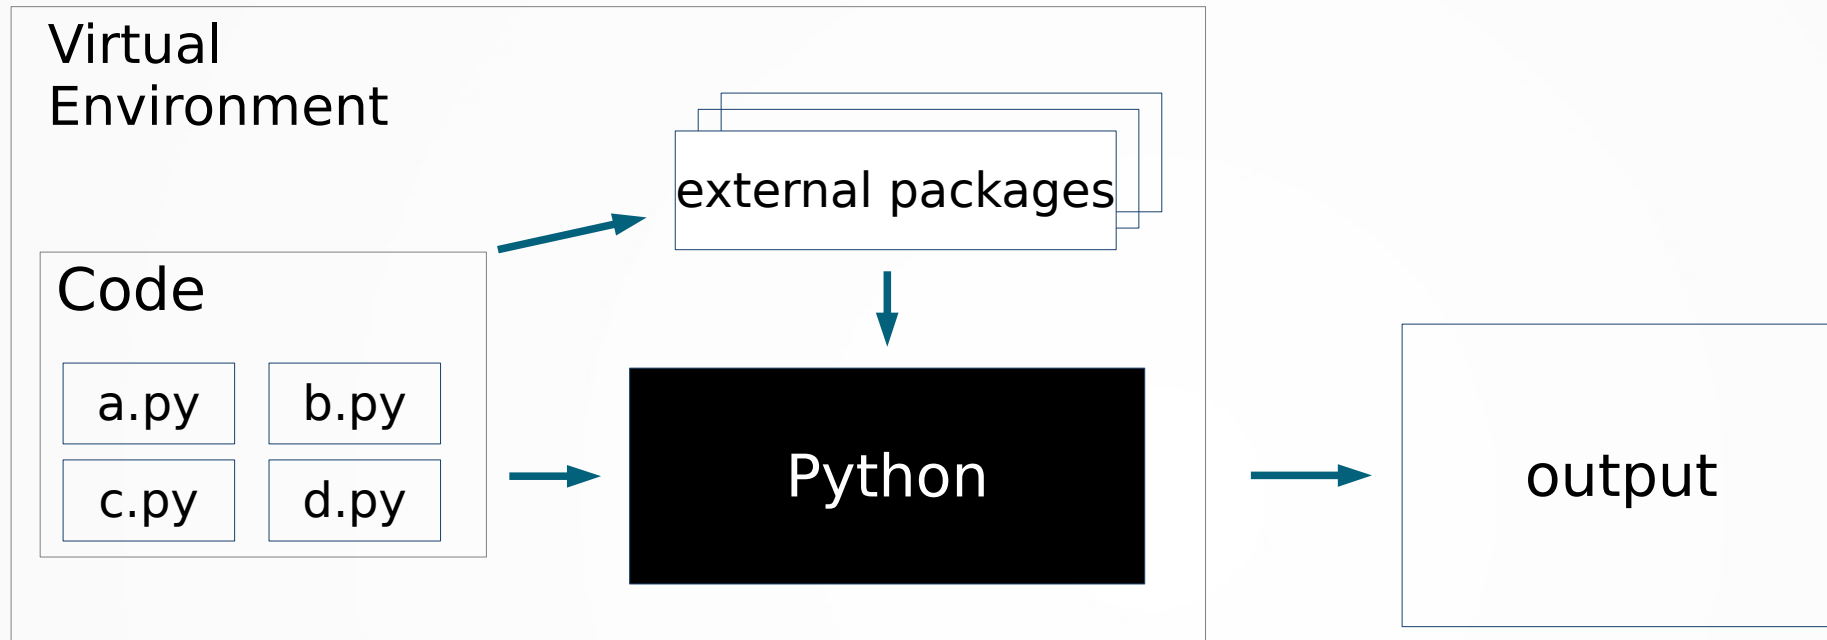 Virtual
Environment
external packages
Code
a.py
b.py
c.py
d.py
Python
output